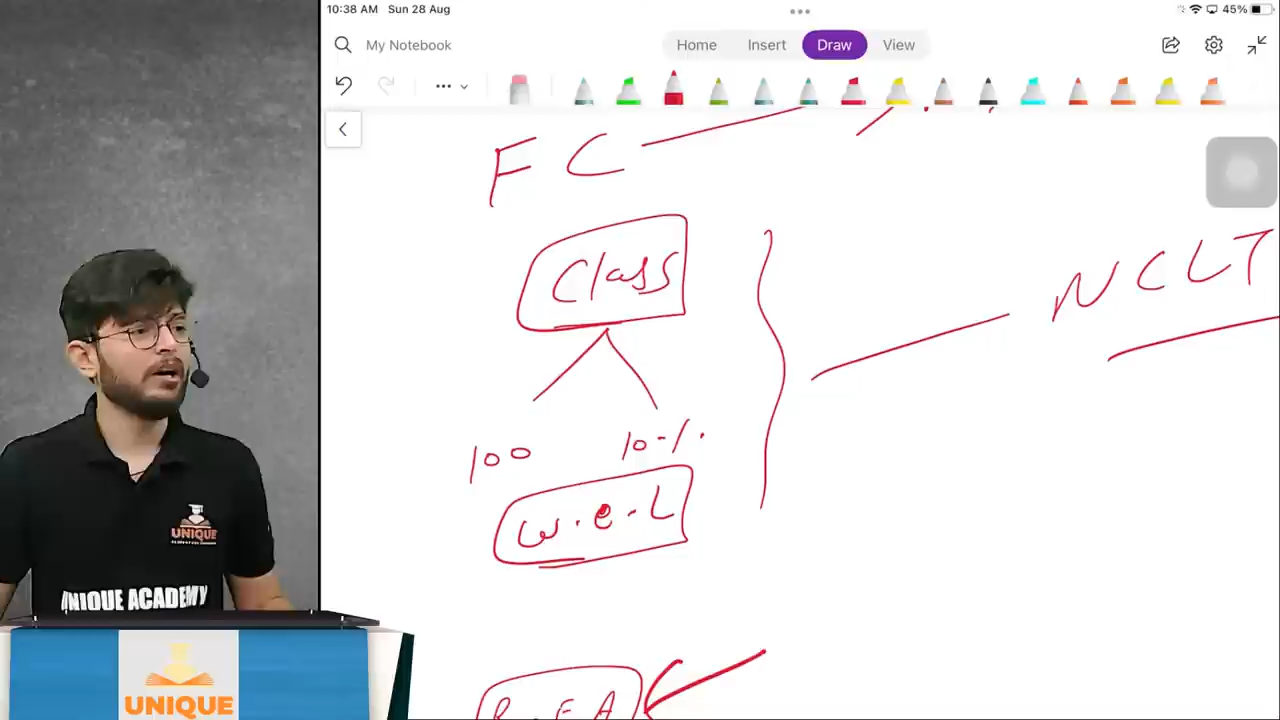 10:38 AM Sun 28 Aug
45%
My Notebook
Home Insert Draw View
F C
Class
NCLT
100 10%
w.e.L
R.F.A
UNIQUE
UNIQUE ACADEMY
UNIQUE